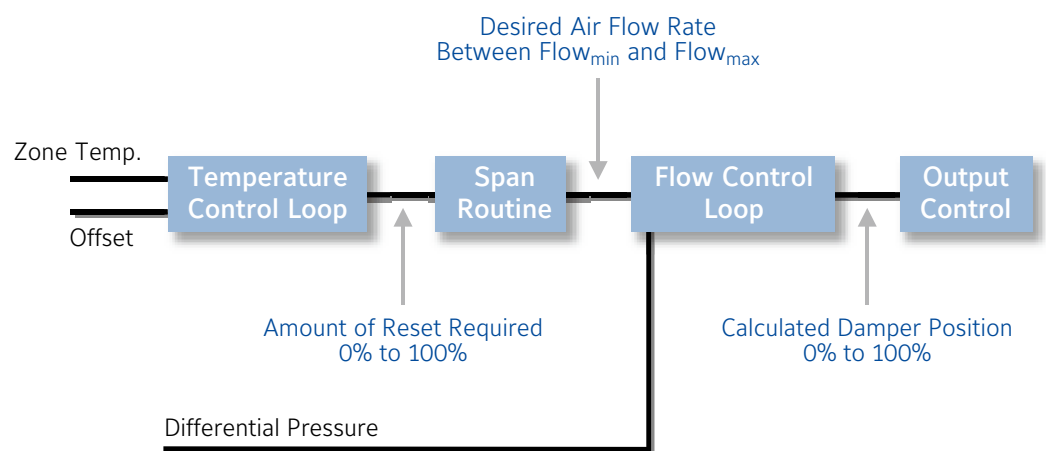 Desired Air Flow Rate
Between Flowmin and Flowmax
Zone Temp.
Temperature
Control Loop
Span
Routine
Flow Control
Loop
Output
Control
Offset
Amount of Reset Required
0% to 100%
Calculated Damper Position
0% to 100%
Differential Pressure